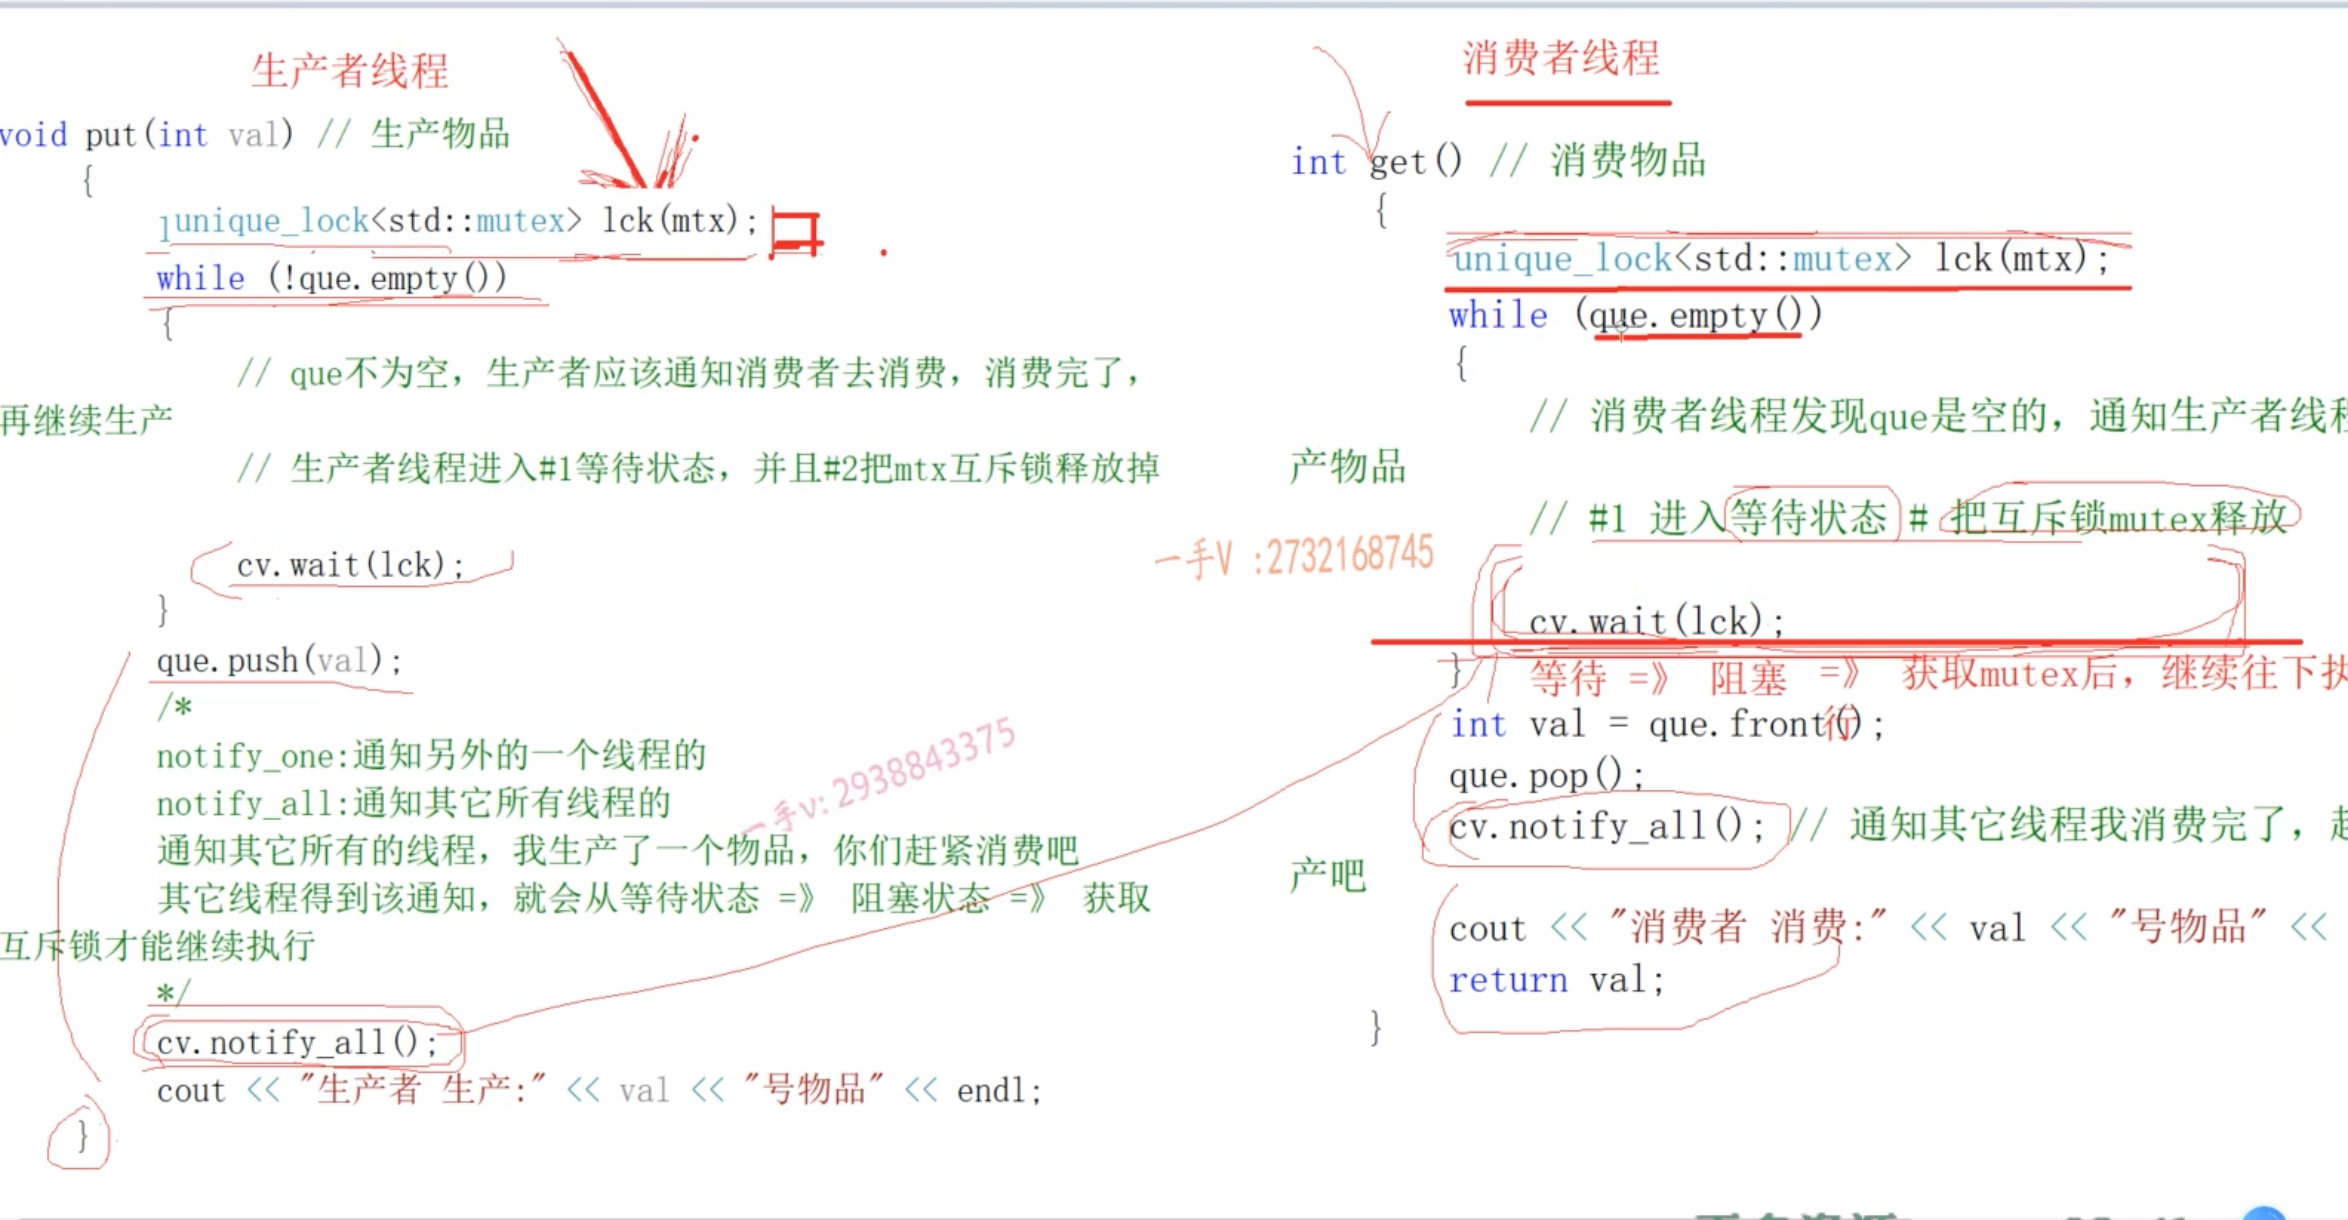 生产者线程
void put(int val) // 生产物品
{
unique_lock<std::mutex> lck(mtx);
while (!que.empty())
{
// que不为空，生产者应该通知消费者去消费，消费完了，
再继续生产
// 生产者线程进入#1等待状态，并且#2把mtx互斥锁释放掉
cv.wait(lck);
}
que.push(val);
/*
notify_one:通知另外的一个线程的
notify_all:通知其它所有线程的
通知其它所有的线程，我生产了一个物品，你们赶紧消费吧
其它线程得到该通知，就会从等待状态 =》 阻塞状态 =》 获取
互斥锁才能继续执行
*/
cv.notify_all();
cout << "生产者 生产:" << val << "号物品" << endl;
}
消费者线程
int get() // 消费物品
{
unique_lock<std::mutex> lck(mtx);
while (que.empty())
{
// 消费者线程发现que是空的，通知生产者线程
产物品
// #1 进入等待状态 # 把互斥锁mutex释放
cv.wait(lck);
}
等待 =》 阻塞 =》 获取mutex后，继续往下执
行
int val = que.front();
que.pop();
cv.notify_all(); // 通知其它线程我消费完了，赶
产吧
cout << "消费者 消费:" << val << "号物品" <<
return val;
}
一手V :2732168745
一手v:2938843375